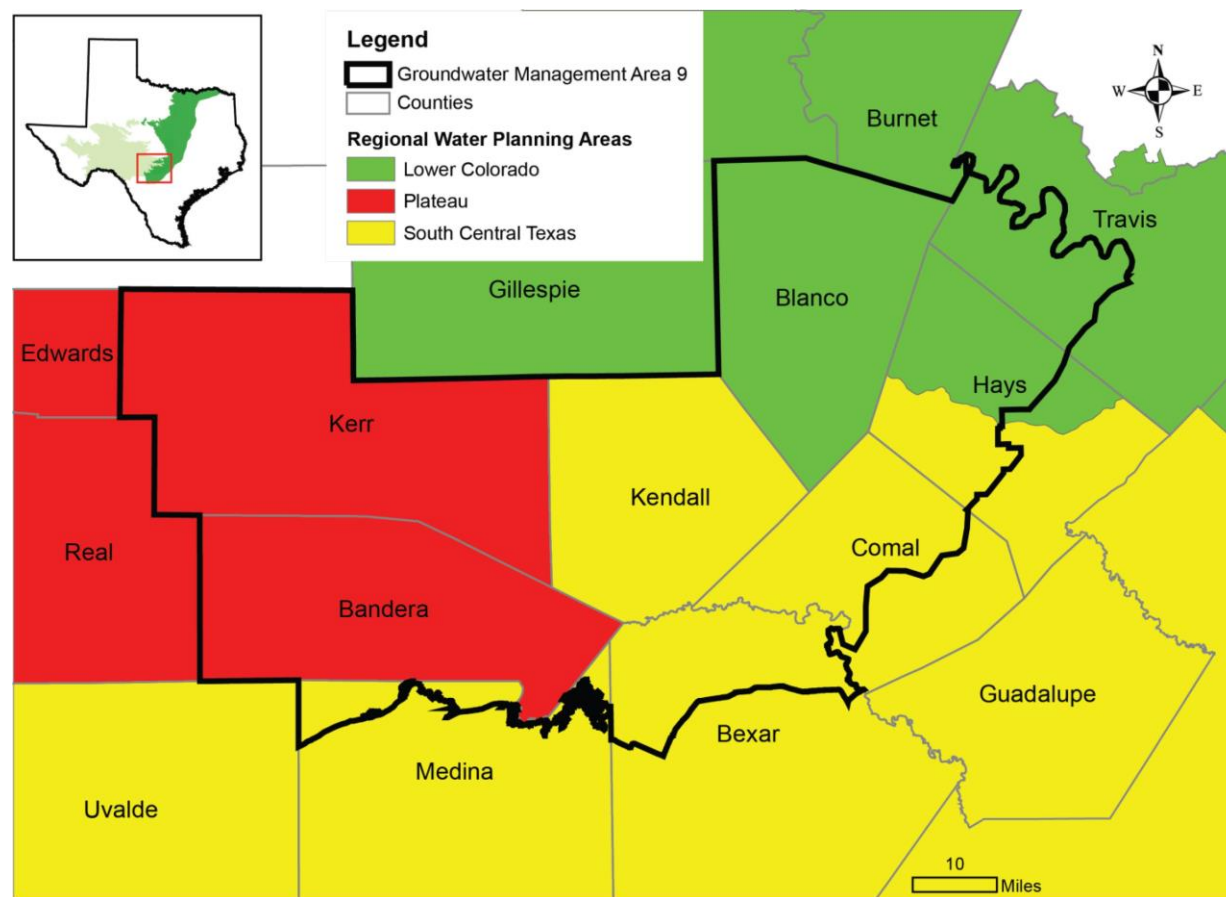 Legend
Groundwater Management Area 9
Counties
Regional Water Planning Areas
Lower Colorado
Plateau
South Central Texas
N
W E
S
Burnet
Travis
Gillespie
Blanco
Edwards
Hays
Kerr
Kendall
Real
Comal
Bandera
Guadalupe
Bexar
Medina
Uvalde
10
Miles